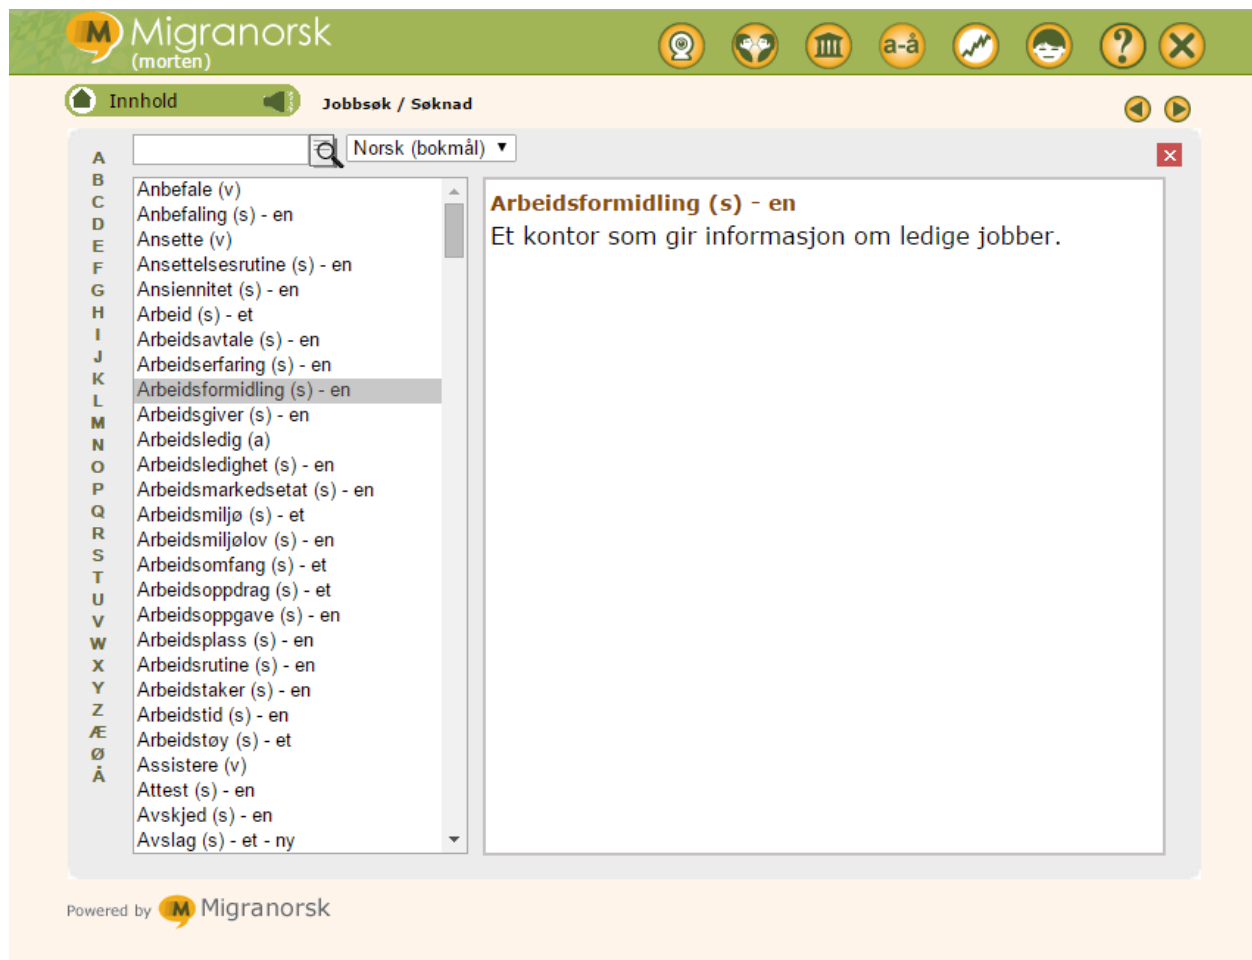 M Migranorsk
(morten)
a-å
?
Innhold
Jobbsøk / Søknad
Norsk (bokmål)
A
B
C
D
E
F
G
H
I
J
K
L
M
N
O
P
Q
R
S
T
U
V
W
X
Y
Z
Æ
Ø
Å
Anbefale (v)
Anbefaling (s) - en
Ansette (v)
Ansettelsesrutine (s) - en
Ansiennitet (s) - en
Arbeid (s) - et
Arbeidsavtale (s) - en
Arbeidserfaring (s) - en
Arbeidsformidling (s) - en
Arbeidsgiver (s) - en
Arbeidsledig (a)
Arbeidsledighet (s) - en
Arbeidsmarkedsetat (s) - en
Arbeidsmiljø (s) - et
Arbeidsmiljølov (s) - en
Arbeidsomfang (s) - et
Arbeidsoppdrag (s) - et
Arbeidsoppgave (s) - en
Arbeidsplass (s) - en
Arbeidsrutine (s) - en
Arbeidstaker (s) - en
Arbeidstid (s) - en
Arbeidstøy (s) - et
Assistere (v)
Attest (s) - en
Avskjed (s) - en
Avslag (s) - et - ny
Arbeidsformidling (s) - en
Et kontor som gir informasjon om ledige jobber.
Powered by M Migranorsk